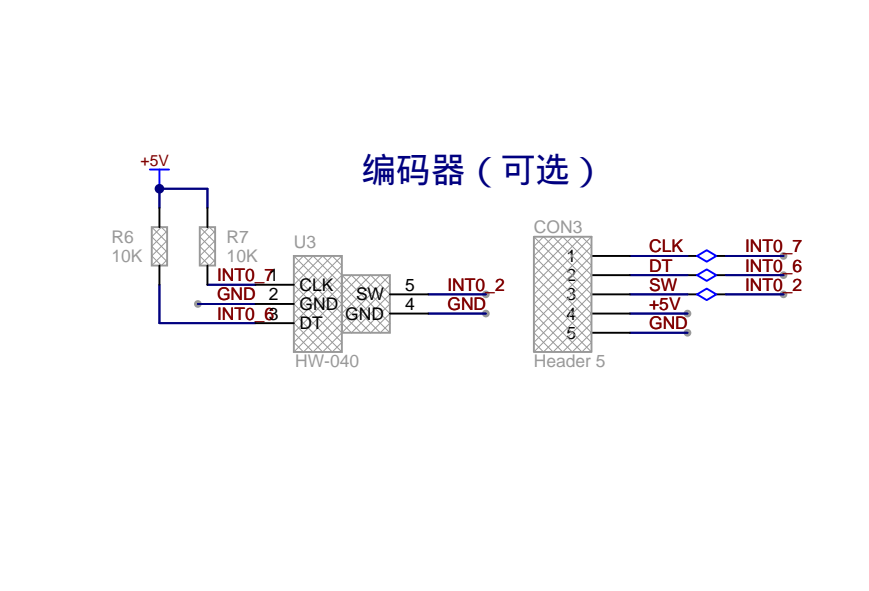 编码器（可选）
+5V
R6
10K
R7
10K
U3
INT0_7
1
CLK
GND
2
GND
INT0_6
3
DT
SW
5
INT0_2
GND
4
GND
HW-040
CON3
1
CLK
INT0_7
2
DT
INT0_6
3
SW
INT0_2
4
+5V
5
GND
Header 5